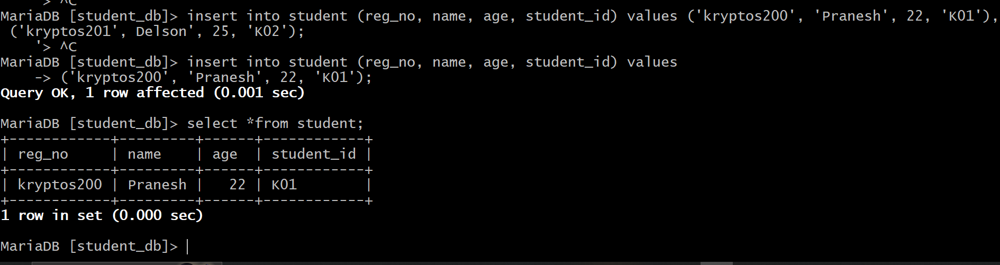 '> ^C
MariaDB [student_db]> insert into student (reg_no, name, age, student_id) values ('kryptos200', 'Pranesh', 22, 'K01'),
 ('kryptos201', Delson', 25, 'K02');
    '> ^C
MariaDB [student_db]> insert into student (reg_no, name, age, student_id) values
    -> ('kryptos200', 'Pranesh', 22, 'K01');
Query OK, 1 row affected (0.001 sec)
MariaDB [student_db]> select *from student;
+------------+---------+------+------------+
| reg_no     | name    | age  | student_id |
+------------+---------+------+------------+
| kryptos200 | Pranesh |   22 | K01        |
+------------+---------+------+------------+
1 row in set (0.000 sec)
MariaDB [student_db]>